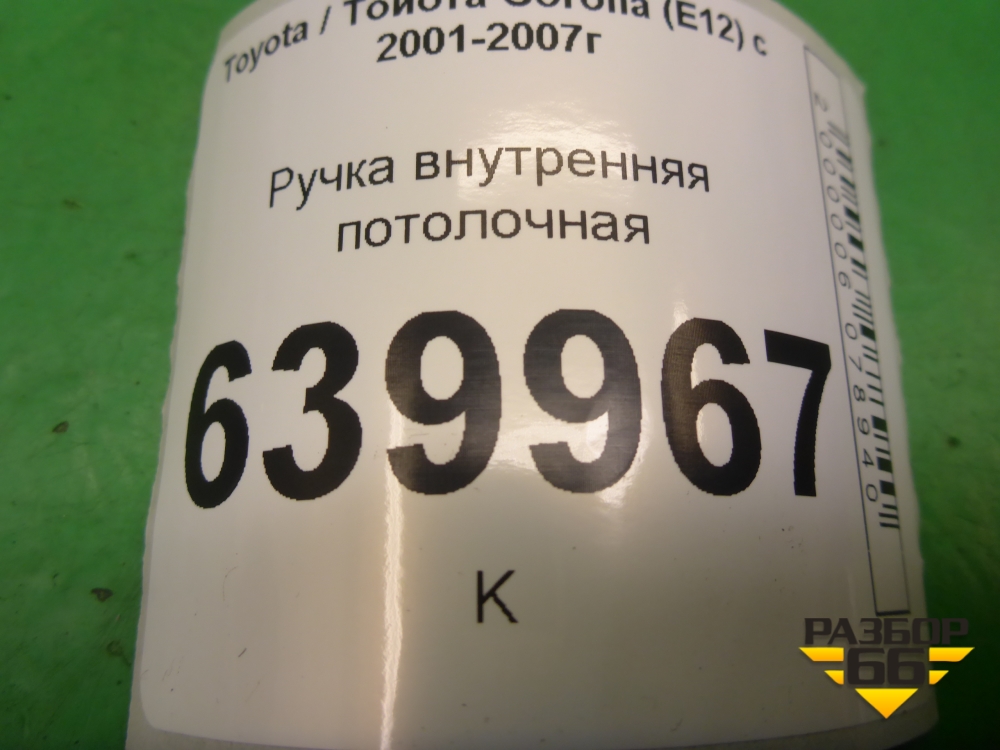 Toyota / Тойота Corolla (E12) с
2001-2007г
Ручка внутренняя
потолочная
639967
К
2000006078940
РАЗБОР
66